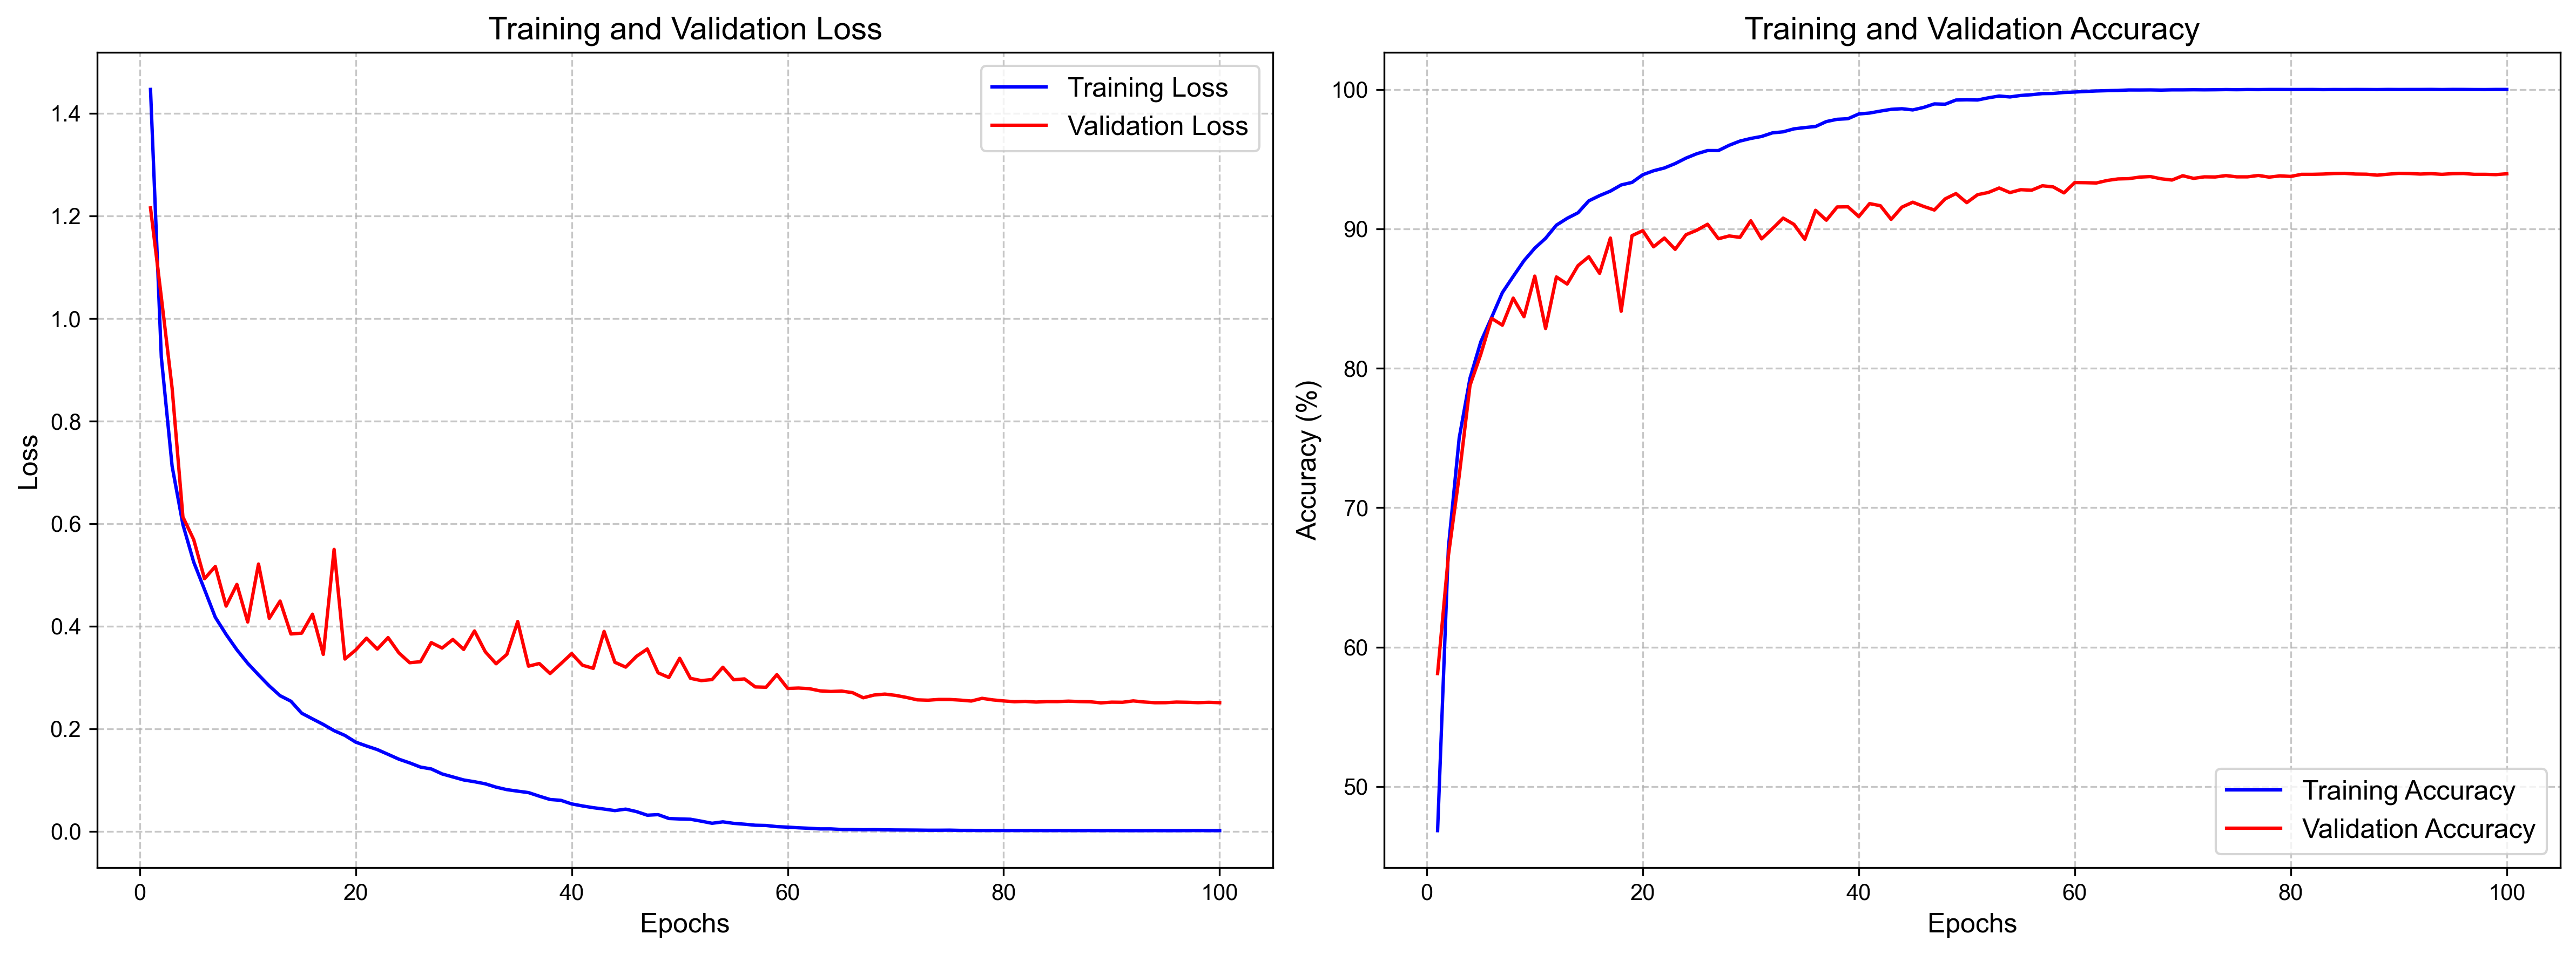 Training and Validation Loss
Training Loss
Validation Loss
1.4
1.2
1.0
0.8
0.6
0.4
0.2
0.0
Loss
0 20 40 60 80 100
Epochs
Training and Validation Accuracy
100
90
80
70
60
50
Accuracy (%)
Training Accuracy
Validation Accuracy
0 20 40 60 80 100
Epochs